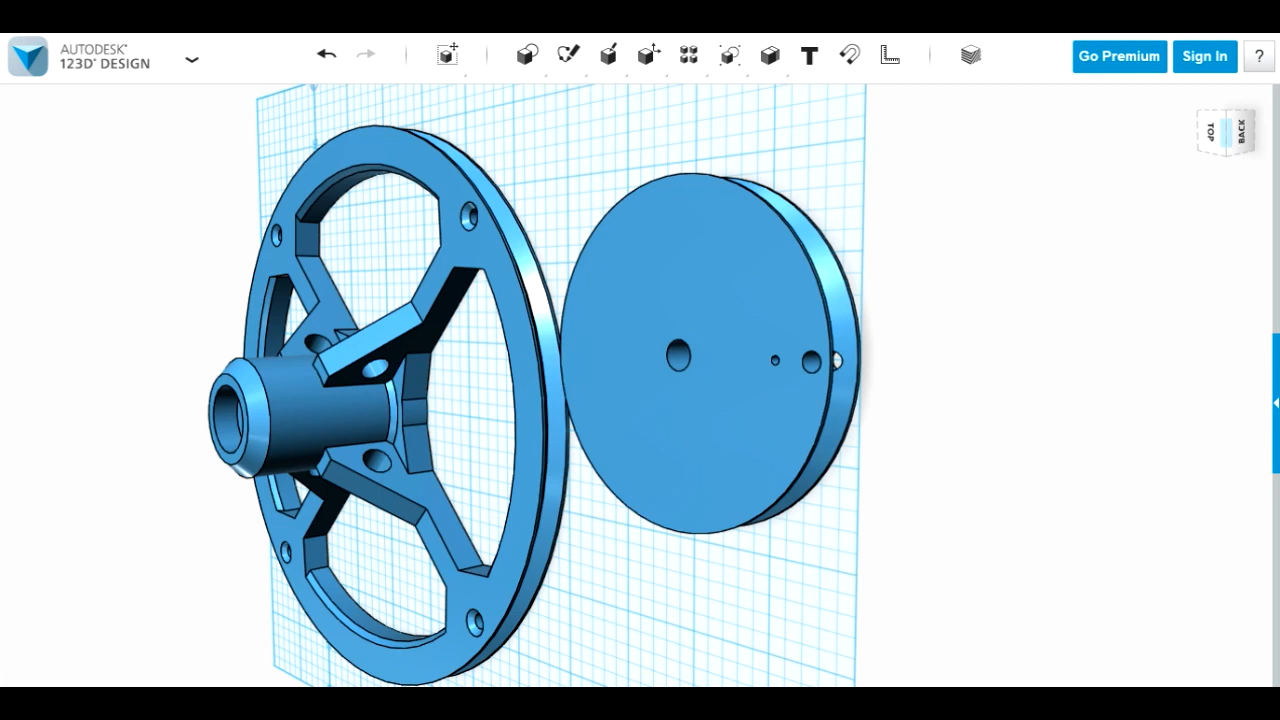 AUTODESK®
123D® DESIGN
T
Go Premium
Sign In
?
TOP
BACK